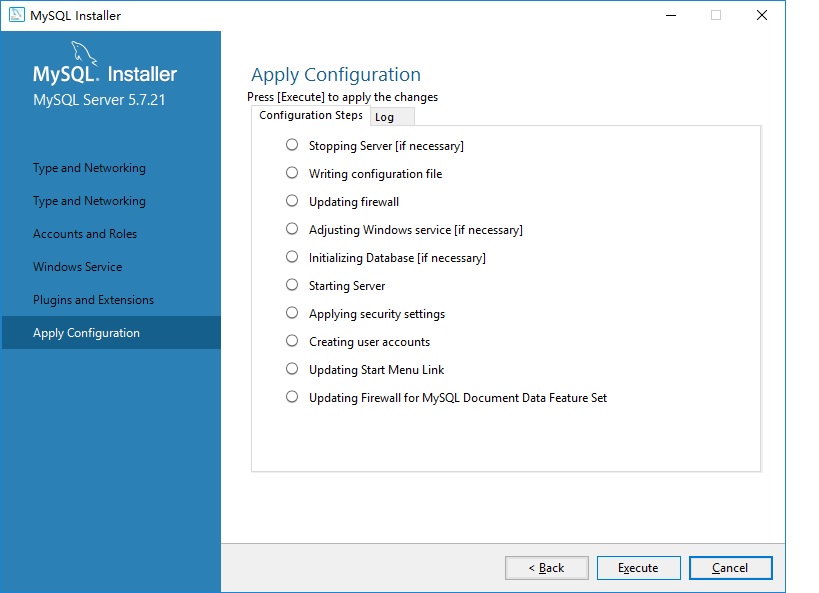 MySQL Installer
MySQL. Installer
MySQL Server 5.7.21
Type and Networking
Type and Networking
Accounts and Roles
Windows Service
Plugins and Extensions
Apply Configuration
Apply Configuration
Press [Execute] to apply the changes
Configuration Steps
Log
Stopping Server [if necessary]
Writing configuration file
Updating firewall
Adjusting Windows service [if necessary]
Initializing Database [if necessary]
Starting Server
Applying security settings
Creating user accounts
Updating Start Menu Link
Updating Firewall for MySQL Document Data Feature Set
< Back
Execute
Cancel